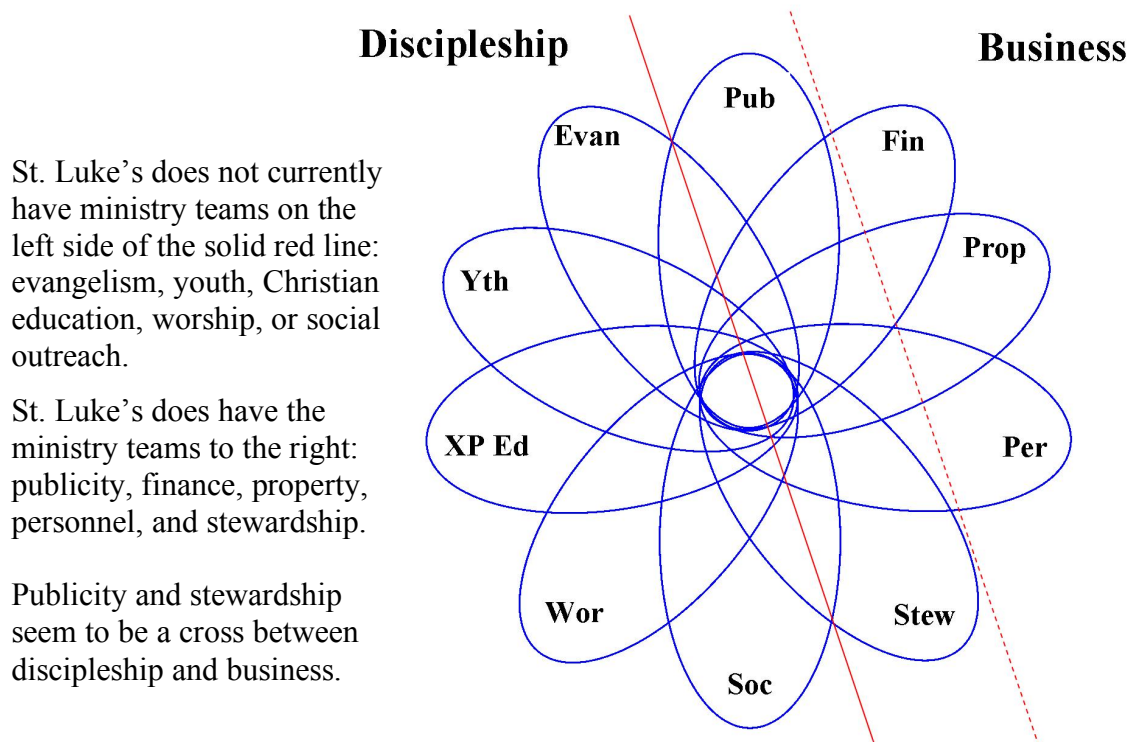 Discipleship
Business
St. Luke’s does not currently
have ministry teams on the
left side of the solid red line:
evangelism, youth, Christian
education, worship, or social
outreach.
St. Luke’s does have the
ministry teams to the right:
publicity, finance, property,
personnel, and stewardship.
Publicity and stewardship
seem to be a cross between
discipleship and business.
Pub
Evan
Fin
Yth
Prop
XP Ed
Per
Wor
Stew
Soc